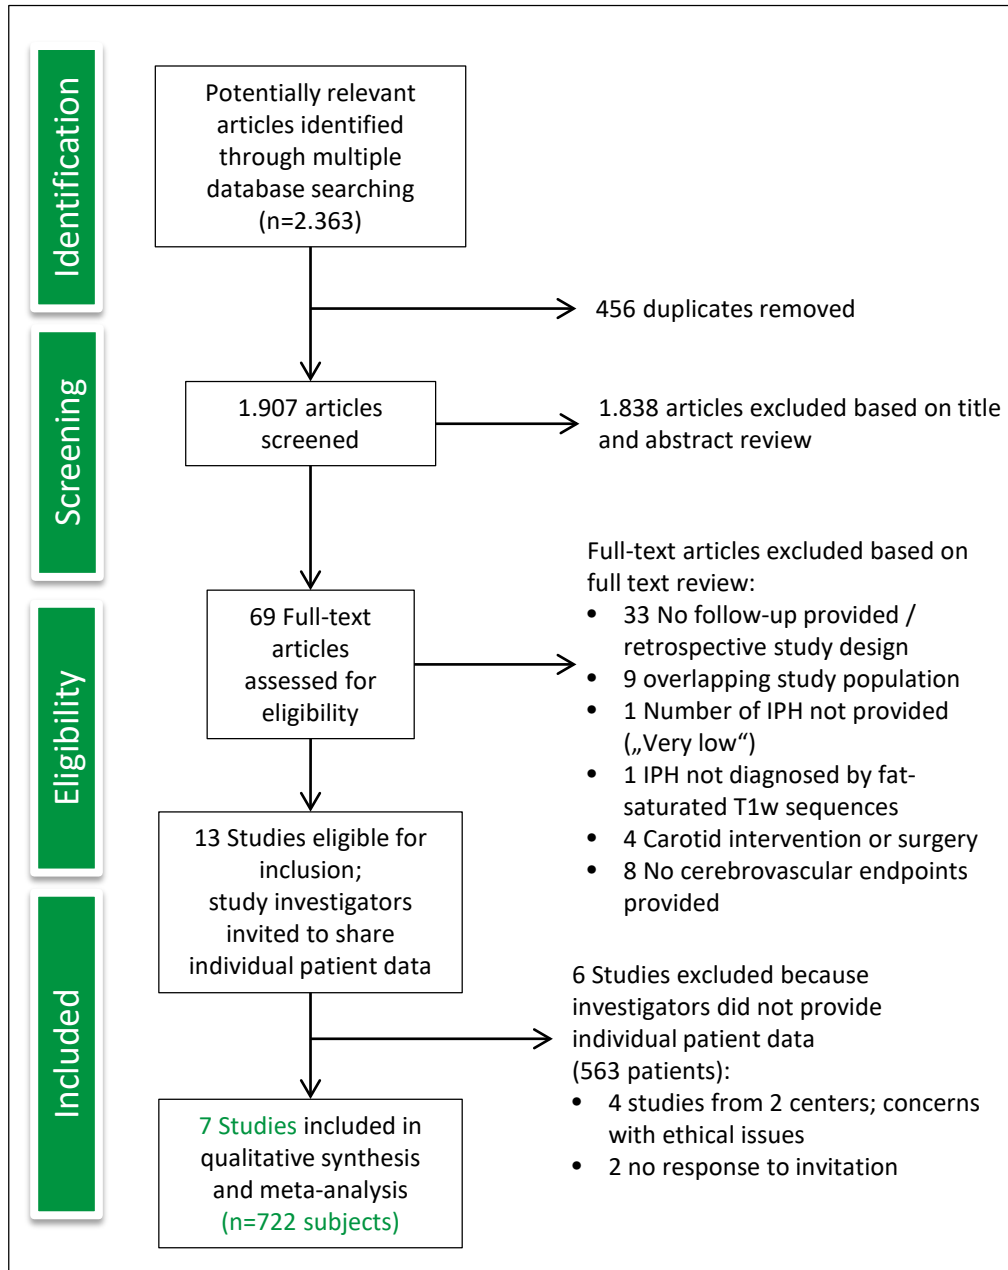 Identification
Potentially relevant
articles identified
through multiple
database searching
(n=2.363)
456 duplicates removed
Screening
1.907 articles
screened
1.838 articles excluded based on title
and abstract review
Eligibility
69 Full-text
articles
assessed for
eligibility
Full-text articles excluded based on
full text review:
• 33 No follow-up provided /
retrospective study design
• 9 overlapping study population
• 1 Number of IPH not provided
(„Very low“)
• 1 IPH not diagnosed by fat-
saturated T1w sequences
• 4 Carotid intervention or surgery
• 8 No cerebrovascular endpoints
provided
13 Studies eligible for
inclusion;
study investigators
invited to share
individual patient data
Included
6 Studies excluded because
investigators did not provide
individual patient data
(563 patients):
• 4 studies from 2 centers; concerns
with ethical issues
• 2 no response to invitation
7 Studies included in
qualitative synthesis
and meta-analysis
(n=722 subjects)